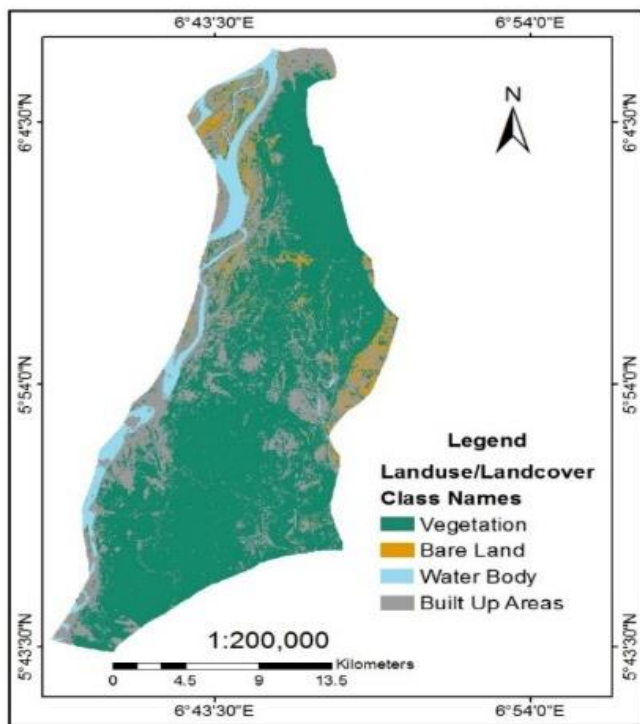 6°43'30"E 6°54'0"E
6°4'30"N 6°4'30"N
N
5°54'0"N 5°54'0"N
Legend
Landuse/Landcover
Class Names
Vegetation
Bare Land
Water Body
Built Up Areas
1:200,000
Kilometers
0 4.5 9 13.5
5°43'30"N 5°43'30"N
6°43'30"E 6°54'0"E